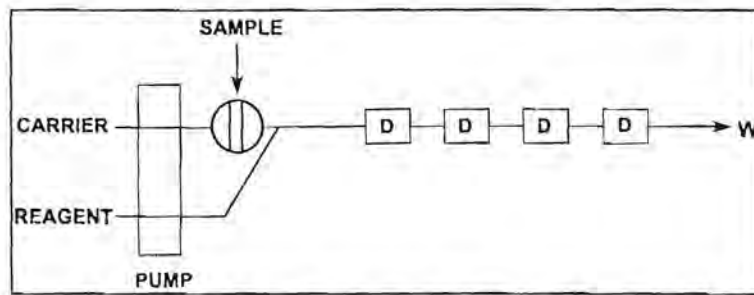 SAMPLE
CARRIER
D D D D
W
REAGENT
PUMP